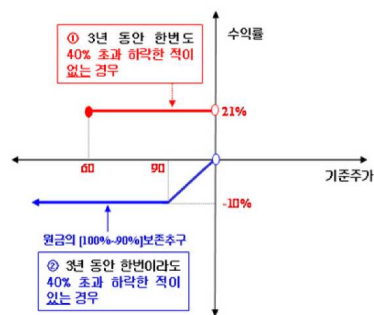 ① 3년 동안 한번도
40% 초과 하락한 적이
없는 경우
수익률
21%
60
90
기준주가
-10%
원금의 [100%~90%]보존추구
② 3년 동안 한번이라도
40% 초과 하락한 적이
있는 경우